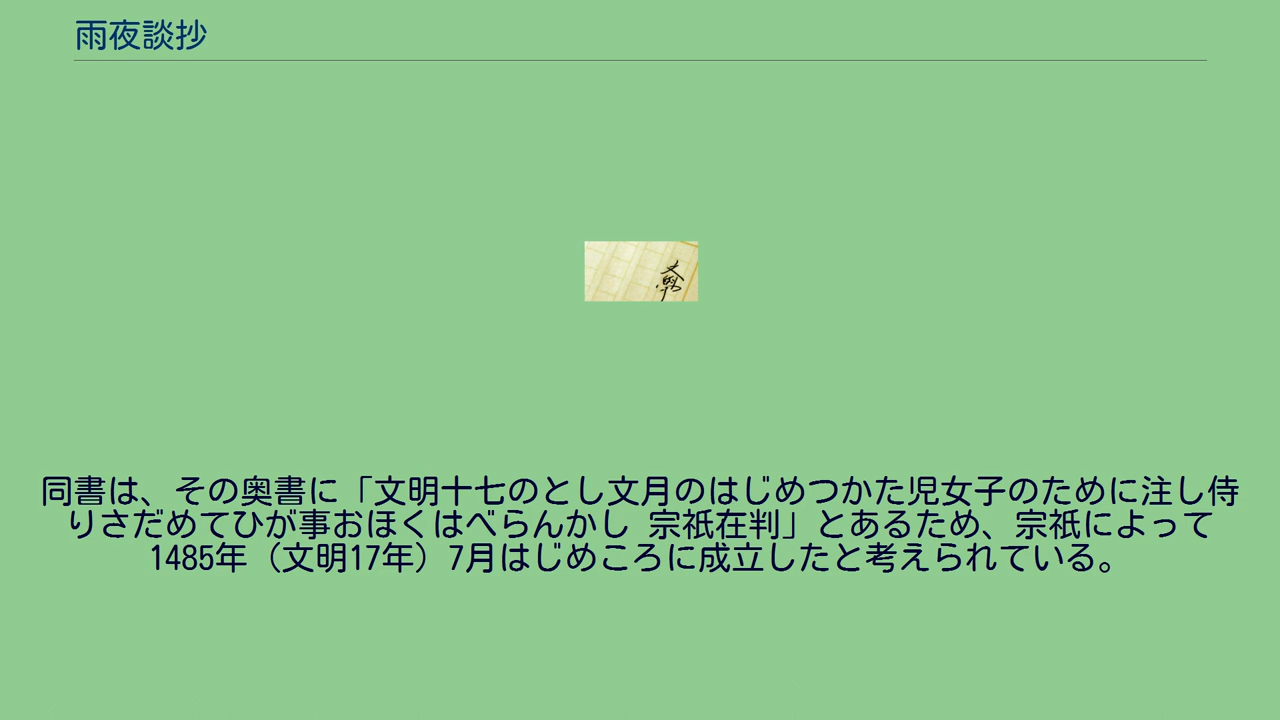 雨夜談抄
同書は、その奥書に「文明十七のとし文月のはじめつかた児女子のために注し侍
りさだめてひが事おほくはべらんかし 宗祇在判」とあるため、宗祇によって
1485年（文明17年）7月はじめころに成立したと考えられている。